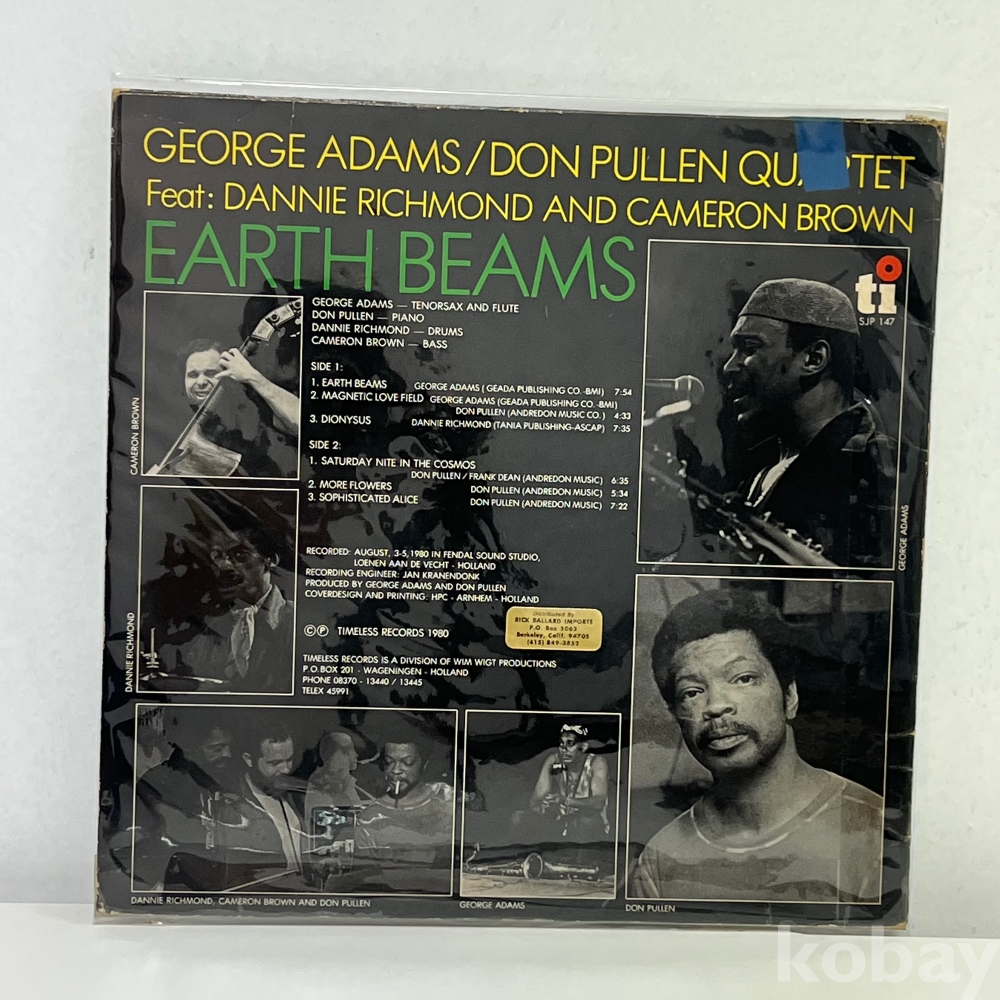 GEORGE ADAMS/DON PULLEN QU TET
Feat: DANNIE RICHMOND AND CAMERON BROWN
EARTH BEAMS
ti
SJP 147
GEORGE ADAMS — TENORSAX AND FLUTE
DON PULLEN — PIANO
DANNIE RICHMOND — DRUMS
CAMERON BROWN — BASS
SIDE 1:
1. EARTH BEAMS GEORGE ADAMS ( GEADA PUBLISHING CO.-BMI) 7:54
2. MAGNETIC LOVE FIELD GEORGE ADAMS (GEADA PUBLISHING CO.-BMI)
DON PULLEN (ANDREDON MUSIC CO.) 4:33
3. DIONYSUS DANNIE RICHMOND (TANIA PUBLISHING-ASCAP) 7:35
SIDE 2:
1. SATURDAY NITE IN THE COSMOS
DON PULLEN / FRANK DEAN (ANDREDON MUSIC) 6:35
2. MORE FLOWERS DON PULLEN (ANDREDON MUSIC) 5:34
3. SOPHISTICATED ALICE DON PULLEN (ANDREDON MUSIC) 7:22
CAMERON BROWN
GEORGE ADAMS
RECORDED: AUGUST, 3-5, 1980 IN FENDAL SOUND STUDIO,
LOENEN AAN DE VECHT - HOLLAND
RECORDING ENGINEER: JAN KRANENDONK
PRODUCED BY GEORGE ADAMS AND DON PULLEN
COVERDESIGN AND PRINTING: HPC - ARNHEM - HOLLAND
Distributed By
RICK BALLARD IMPORTS
P.O. Box 5063
Berkeley, Calif. 94705
(415) 849-3852
©℗ TIMELESS RECORDS 1980
TIMELESS RECORDS IS A DIVISION OF WIM WIGT PRODUCTIONS
P.O.BOX 201 - WAGENINGEN - HOLLAND
PHONE 08370 - 13440 / 13445
TELEX 45991
DANNIE RICHMOND
DANNIE RICHMOND, CAMERON BROWN AND DON PULLEN
GEORGE ADAMS
DON PULLEN
kobay